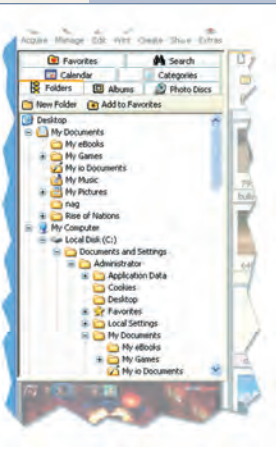 Acquire Manage Edit Print Create Share Extras
Favorites Search
Calendar Categories
Folders Albums Photo Discs
New Folder Add to Favorites
Desktop
My Documents
My eBooks
My Games
My io Documents
My Music
My Pictures
nag
Rise of Nations
My Computer
Local Disk (C:)
Documents and Settings
Administrator
Application Data
Cookies
Desktop
Favorites
Local Settings
My Documents
My eBooks
My Games
My io Documents